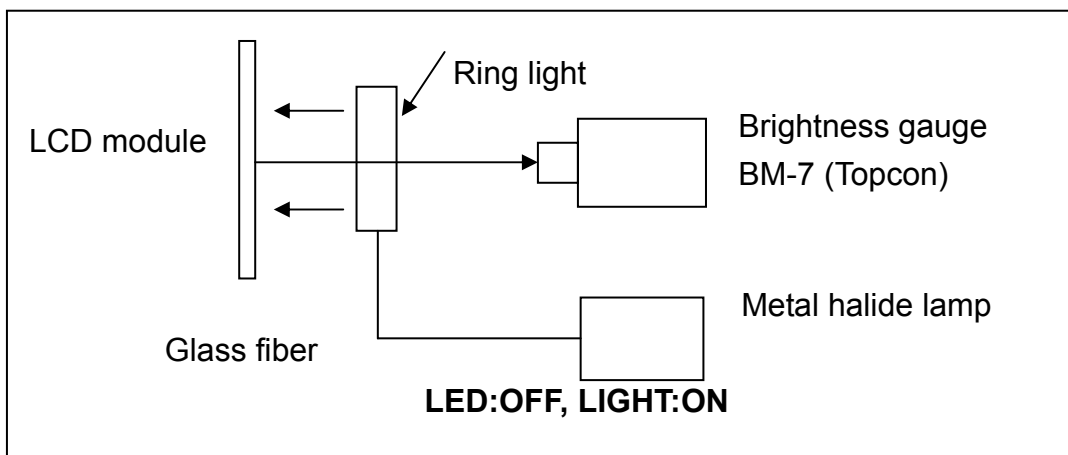 Ring light
LCD module
Brightness gauge
BM-7 (Topcon)
Metal halide lamp
Glass fiber
LED:OFF, LIGHT:ON